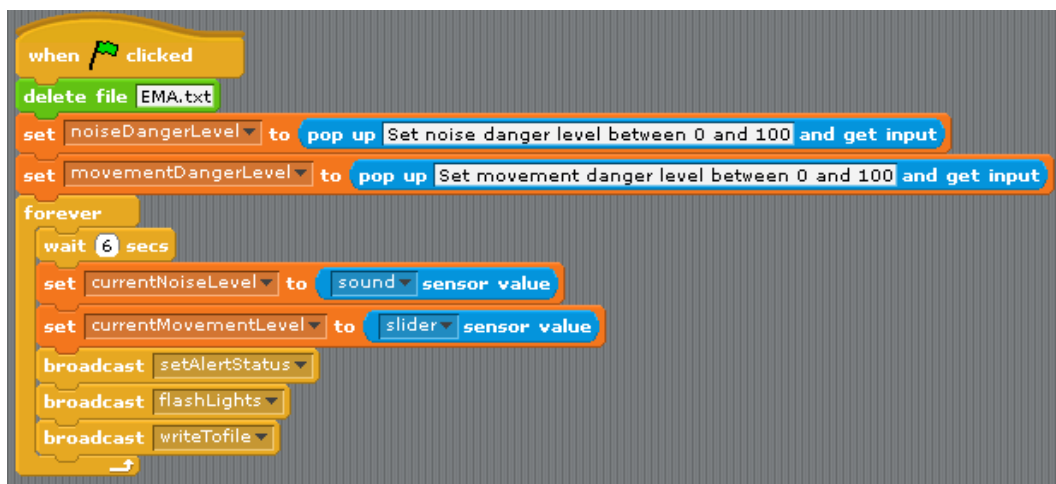 when clicked
delete file EMA.txt
set noiseDangerLevel to pop up Set noise danger level between 0 and 100 and get input
set movementDangerLevel to pop up Set movement danger level between 0 and 100 and get input
forever
wait 6 secs
set currentNoiseLevel to sound sensor value
set currentMovementLevel to slider sensor value
broadcast setAlertStatus
broadcast flashLights
broadcast writeTofile